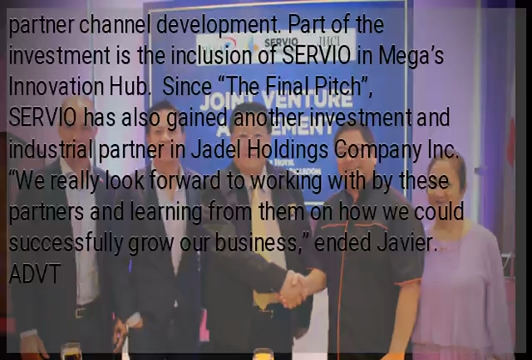 partner channel development. Part of the
investment is the inclusion of SERVIO in Mega’s
Innovation Hub.  Since “The Final Pitch”,
SERVIO has also gained another investment and
industrial partner in Jadel Holdings Company Inc.
“We really look forward to working with by these
partners and learning from them on how we could
successfully grow our business,” ended Javier.
ADVT
SERVIO
JOINT VENTURE